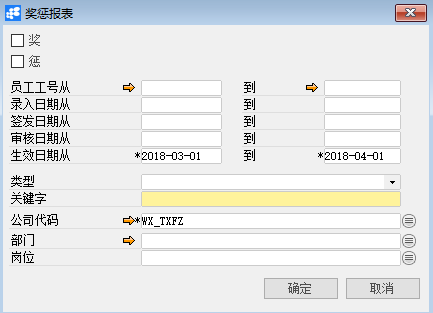 奖惩报表
奖
惩
员工工号从 到
录入日期从 到
签发日期从 到
审核日期从 到
生效日期从 *2018-03-01 到 *2018-04-01
类型
关键字
公司代码 *WX_TXFZ
部门
岗位
确定 取消